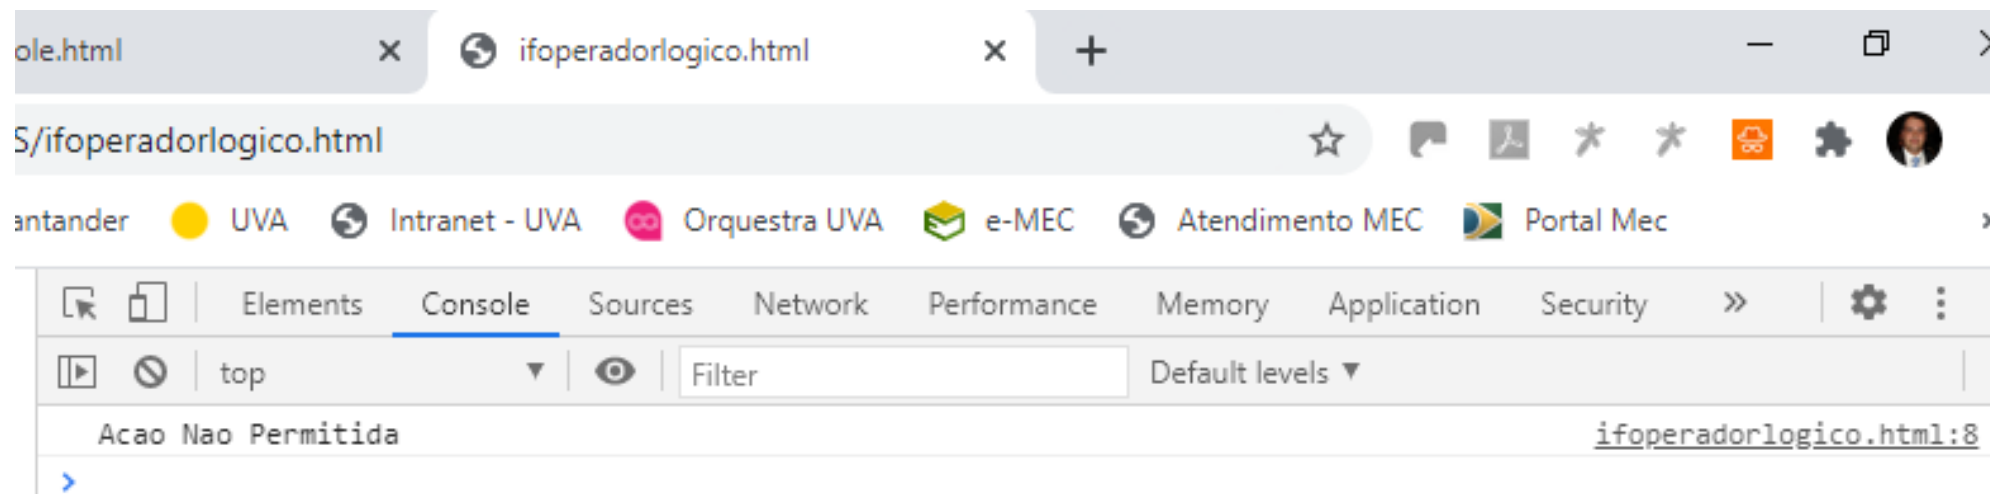 ole.html ifoperadorlogico.html
S/ifoperadorlogico.html
antander UVA Intranet - UVA Orquestra UVA e-MEC Atendimento MEC Portal Mec
Elements Console Sources Network Performance Memory Application Security
top Filter Default levels
Acao Nao Permitida ifoperadorlogico.html:8